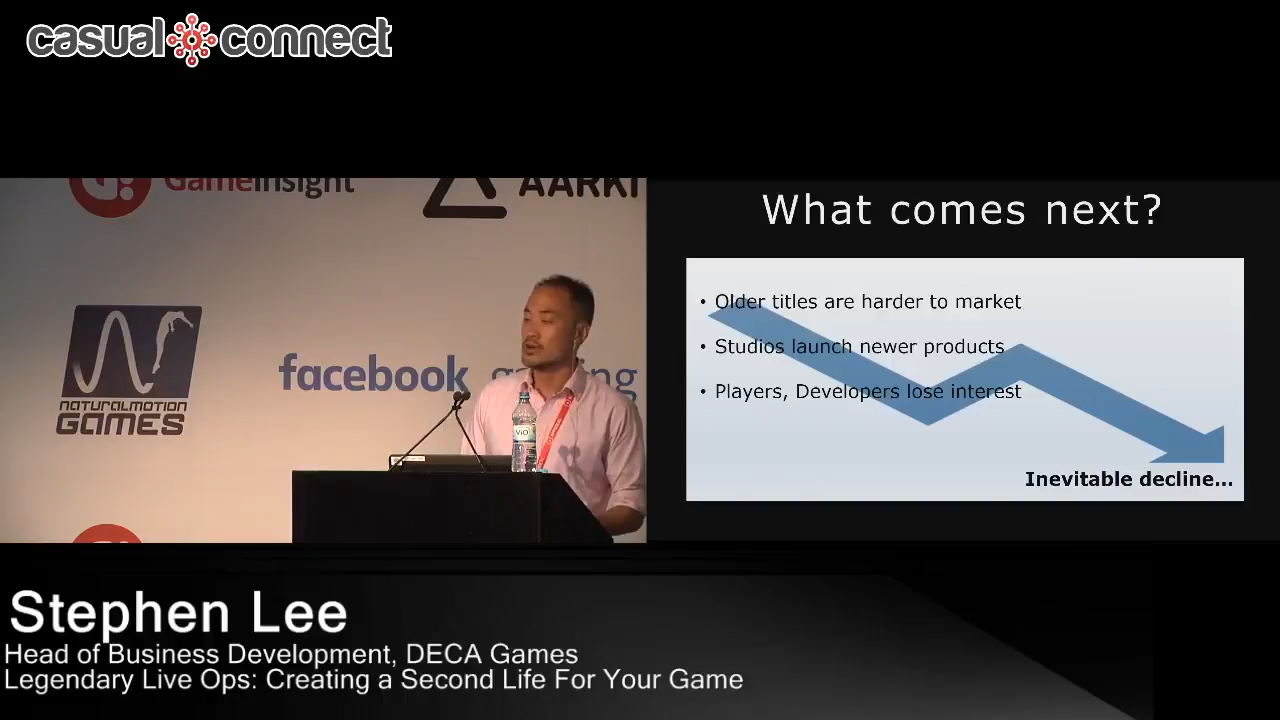 casual connect
GameInsight
AARKI
NATURALMOTION
GAMES
facebook
ViO
What comes next?
• Older titles are harder to market
• Studios launch newer products
• Players, Developers lose interest
Inevitable decline...
Stephen Lee
Head of Business Development, DECA Games
Legendary Live Ops: Creating a Second Life For Your Game